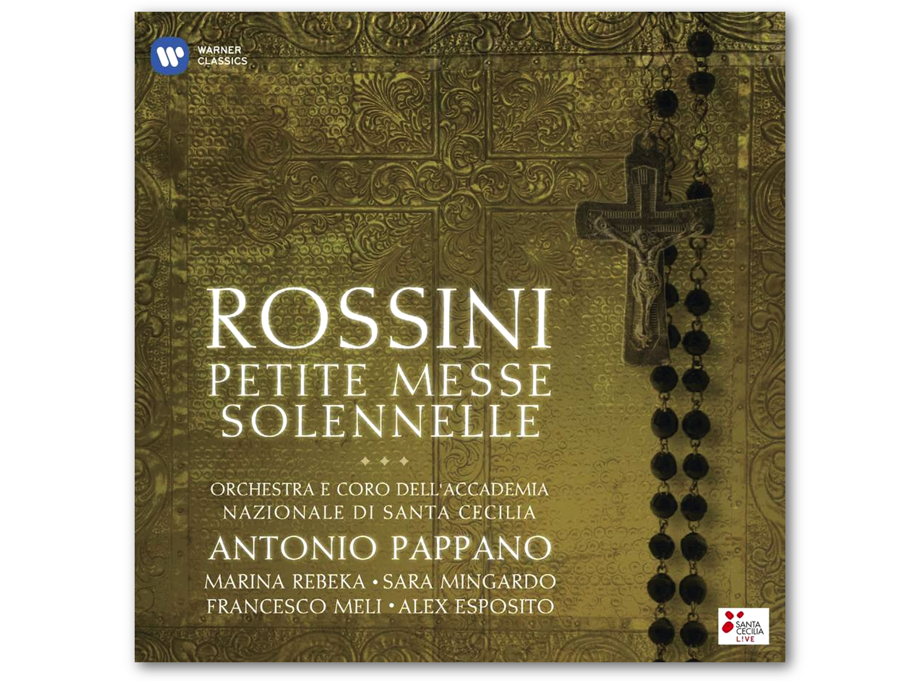 WARNER
CLASSICS
ROSSINI
PETITE MESSE
SOLENNELLE
ORCHESTRA E CORO DELL'ACCADEMIA
NAZIONALE DI SANTA CECILIA
ANTONIO PAPPANO
MARINA REBEKA • SARA MINGARDO
FRANCESCO MELI • ALEX ESPOSITO
SANTA
CECILIA
L!VE